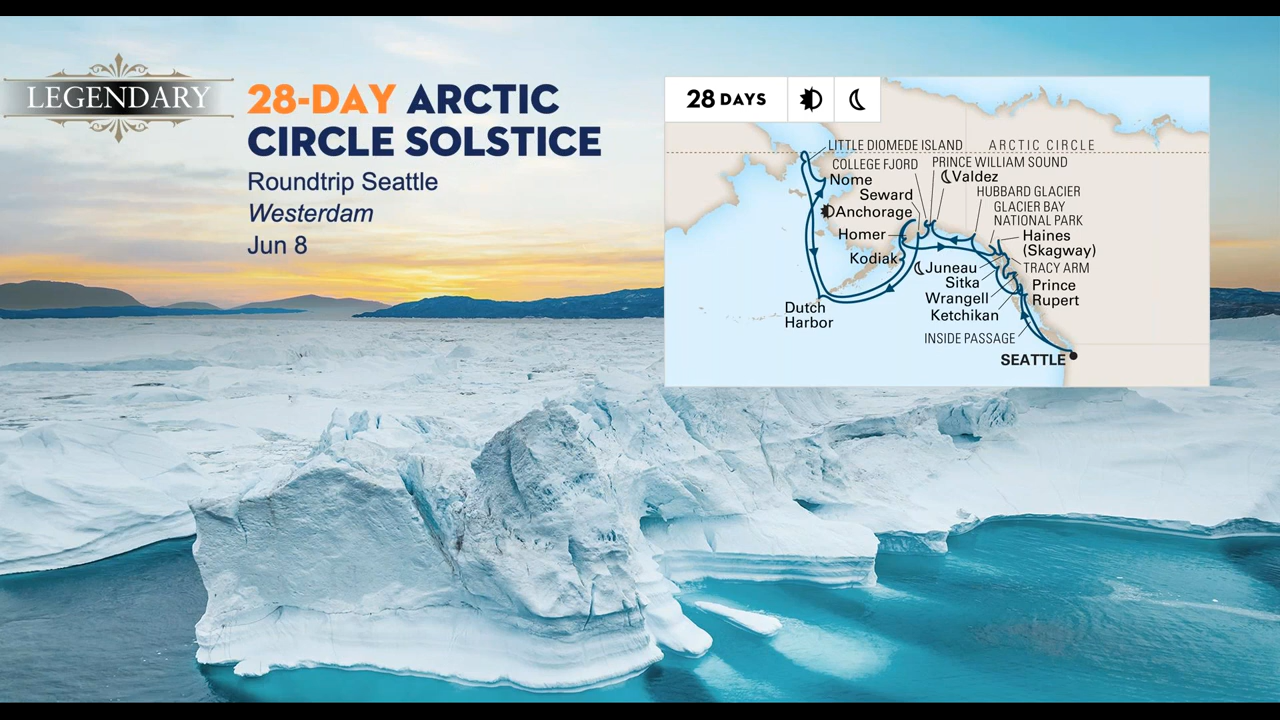 LEGENDARY
28-DAY ARCTIC
CIRCLE SOLSTICE
Roundtrip Seattle
Westerdam
Jun 8
28 DAYS
LITTLE DIOMEDE ISLAND
ARCTIC CIRCLE
COLLEGE FJORD
PRINCE WILLIAM SOUND
Nome
Valdez
Seward
HUBBARD GLACIER
Anchorage
GLACIER BAY
NATIONAL PARK
Homer
Haines
(Skagway)
Kodiak
Juneau
TRACY ARM
Sitka
Prince
Rupert
Wrangell
Ketchikan
Dutch
Harbor
INSIDE PASSAGE
SEATTLE